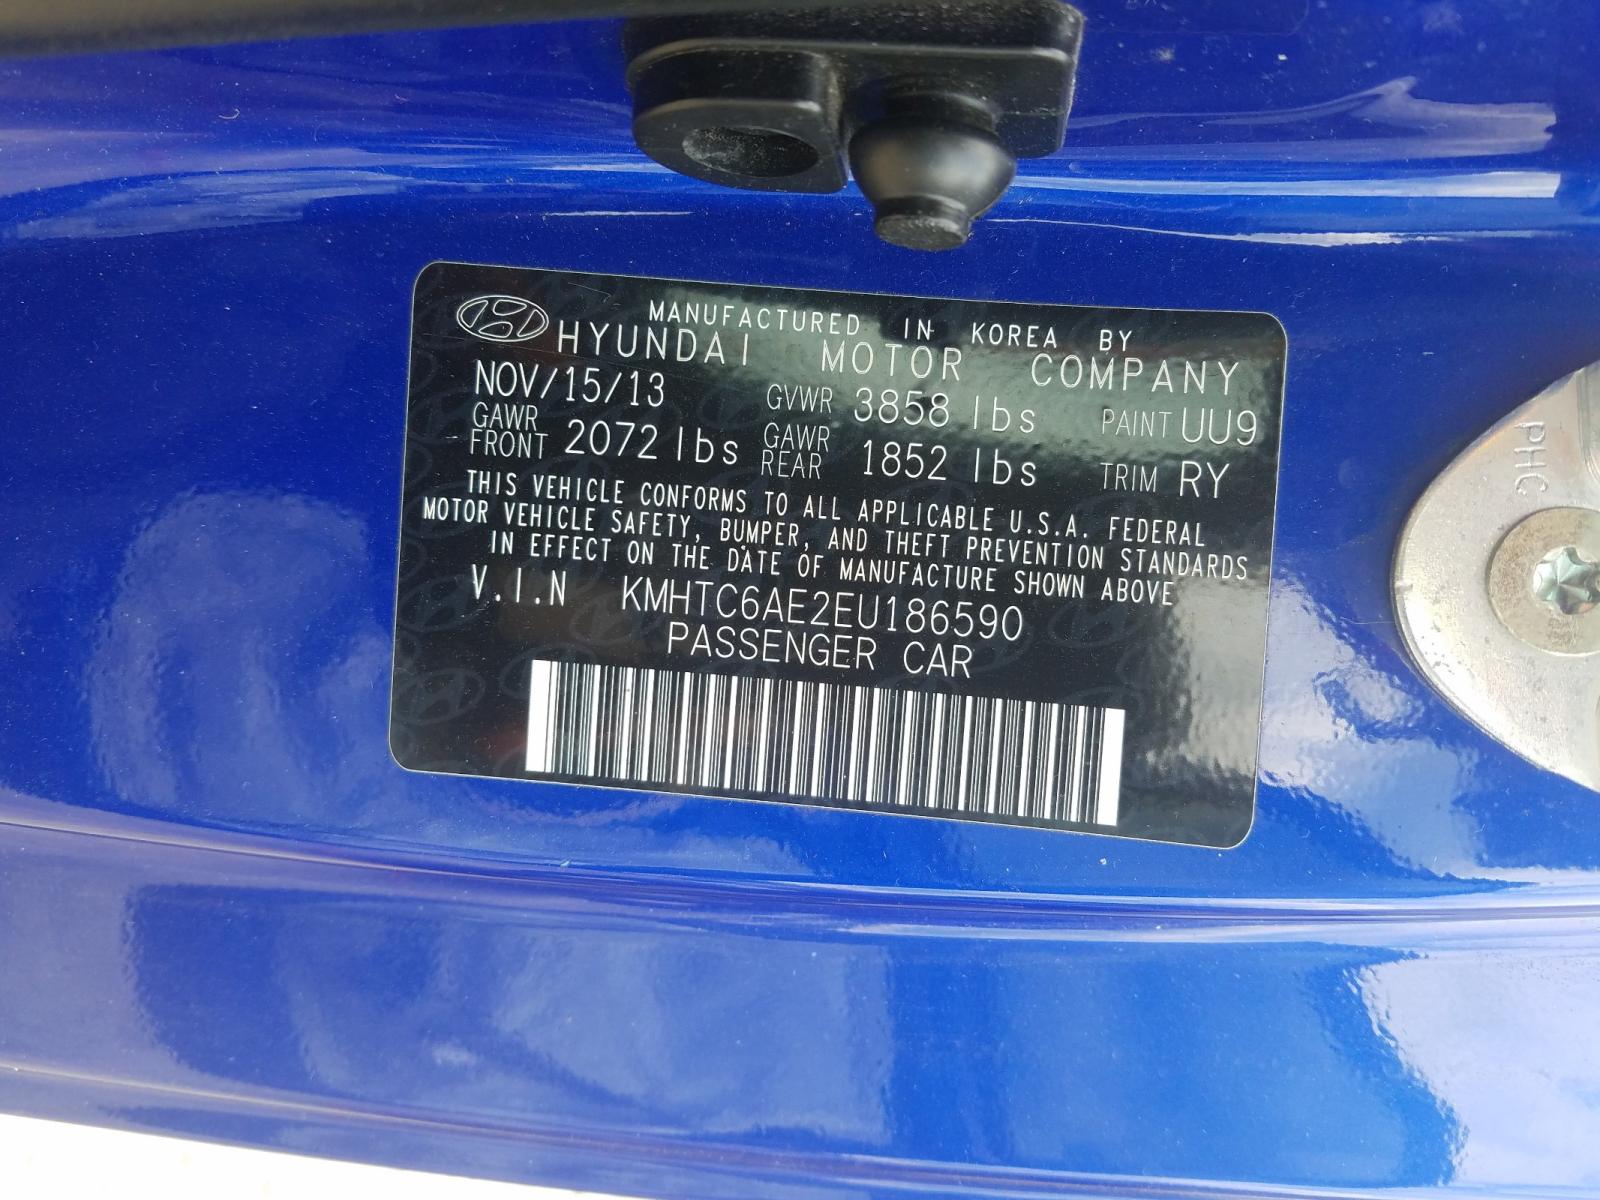 MANUFACTURED IN KOREA BY
HYUNDAI MOTOR COMPANY
NOV/15/13 GVWR 3858 lbs PAINT UU9
GAWR FRONT 2072 lbs GAWR REAR 1852 lbs TRIM RY
THIS VEHICLE CONFORMS TO ALL APPLICABLE U.S.A. FEDERAL
MOTOR VEHICLE SAFETY, BUMPER, AND THEFT PREVENTION STANDARDS
IN EFFECT ON THE DATE OF MANUFACTURE SHOWN ABOVE
V.I.N KMHTC6AE2EU186590
PASSENGER CAR
PHC